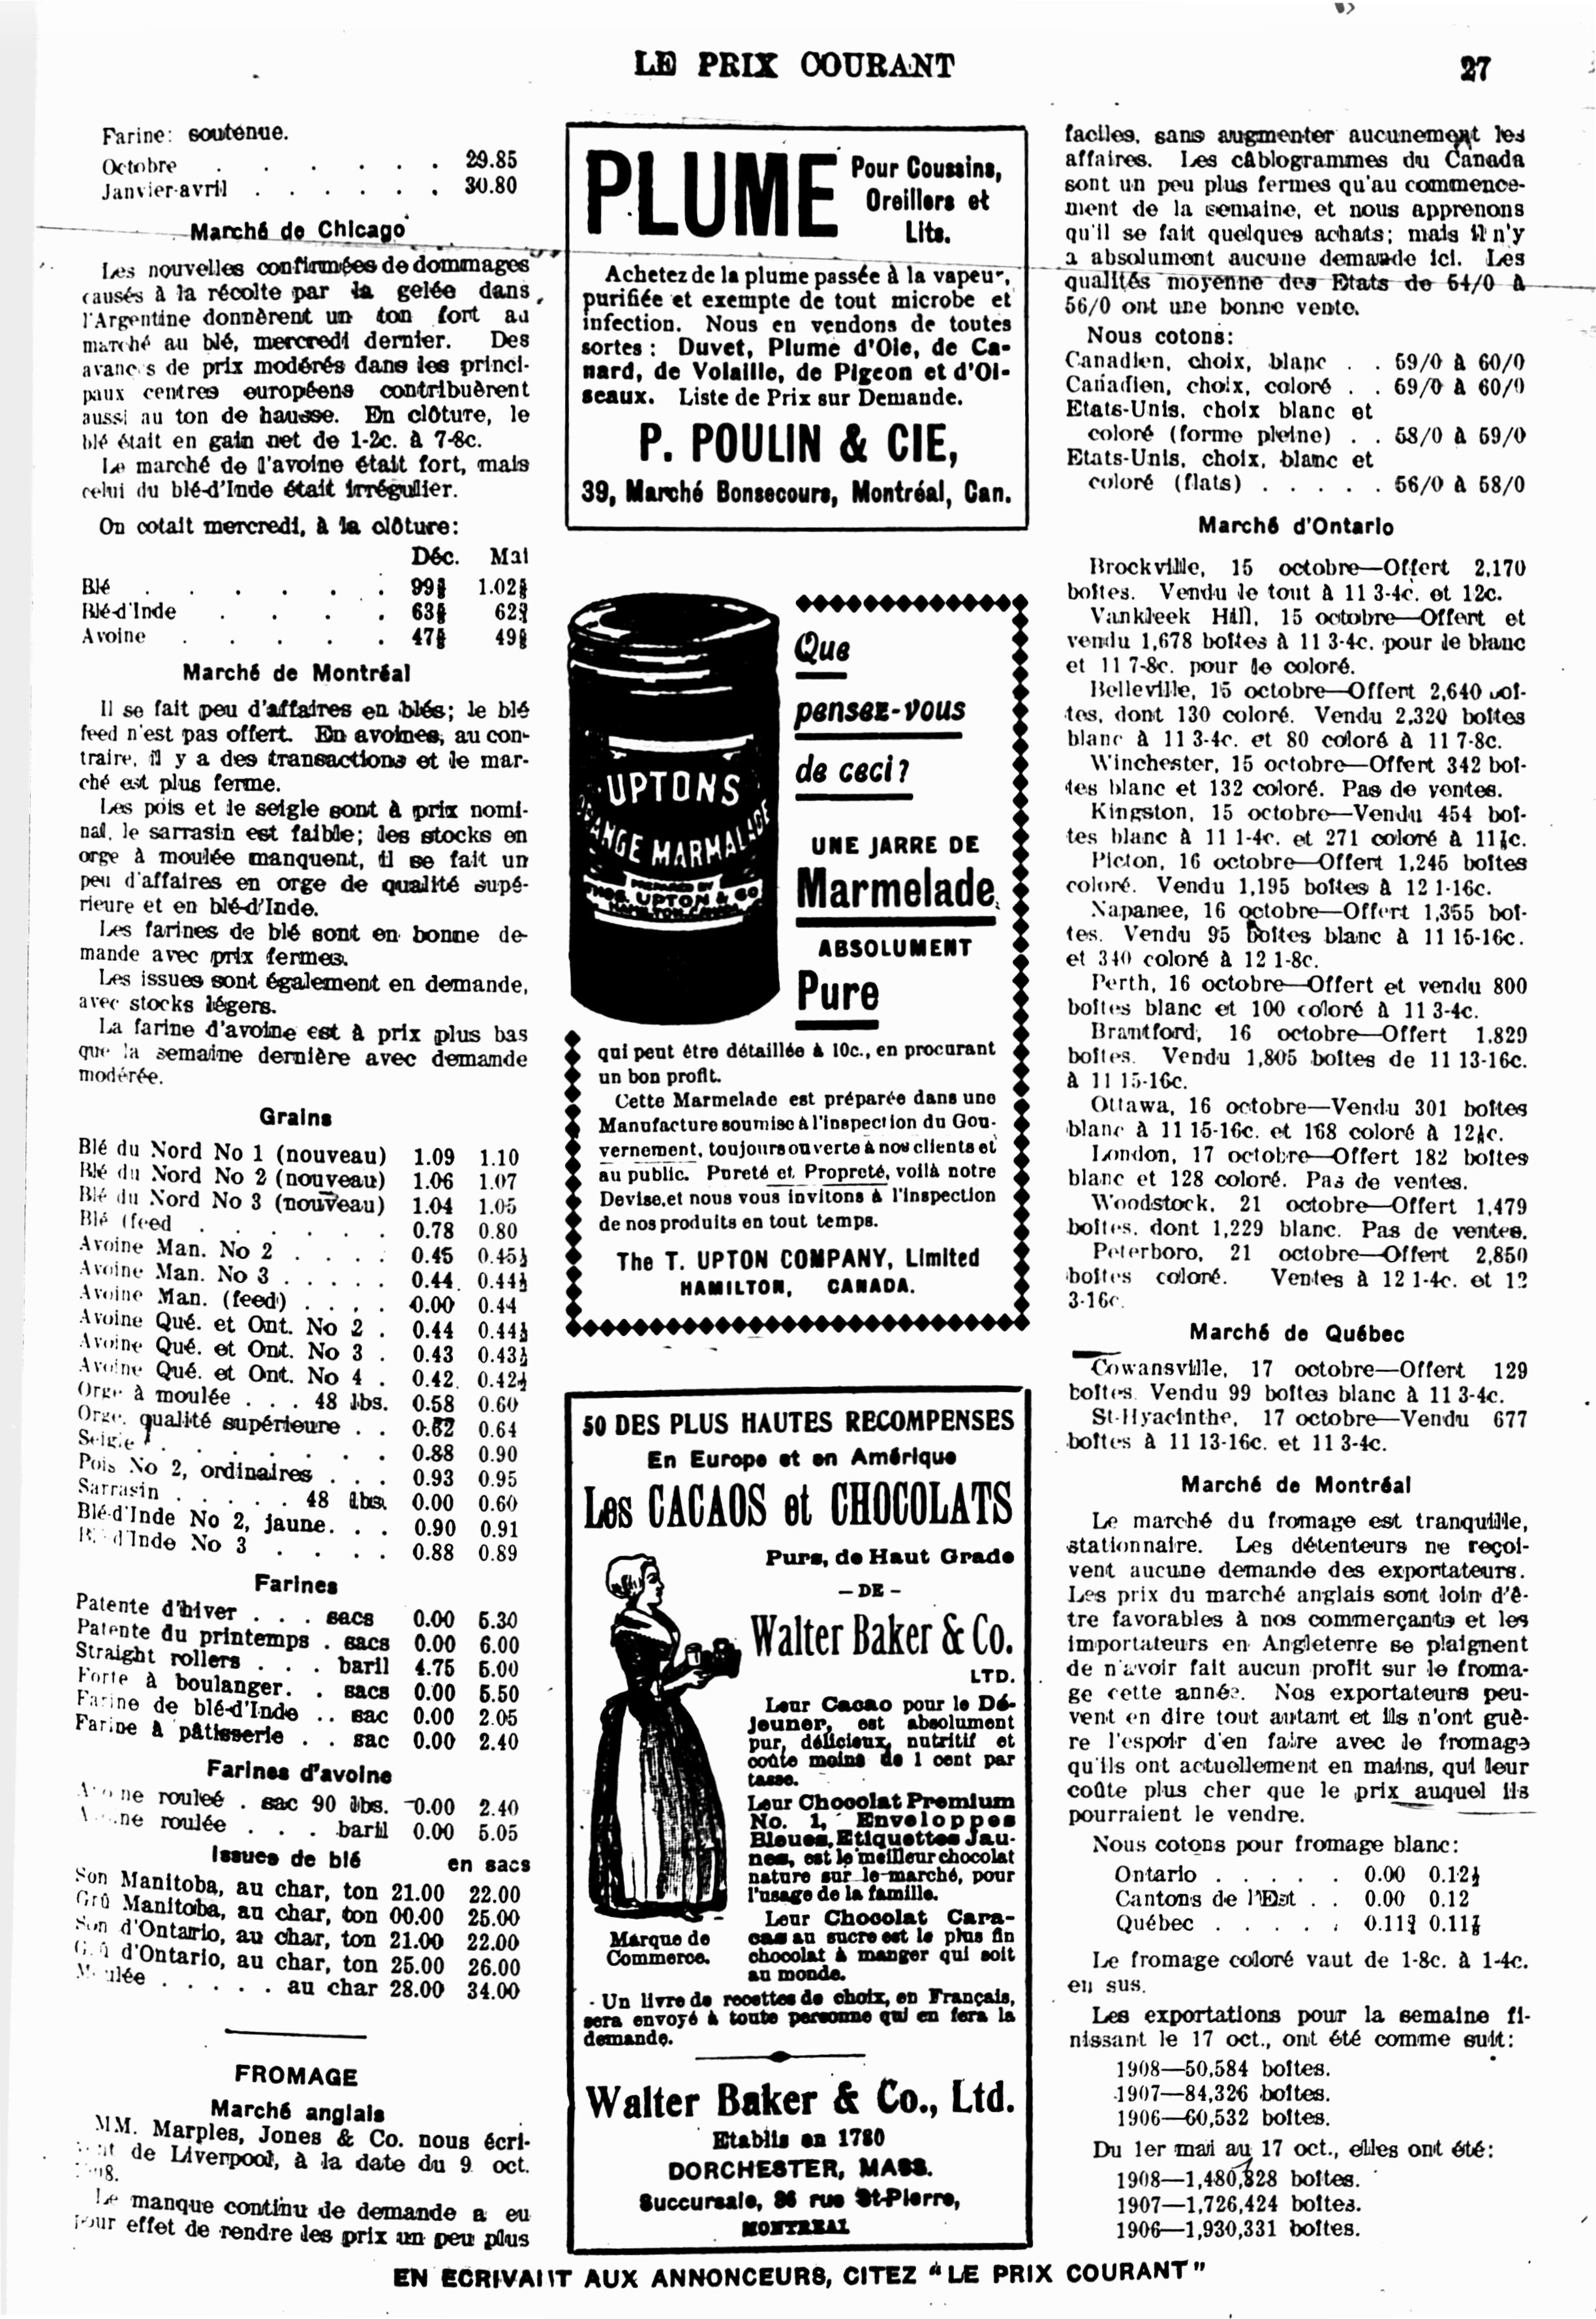 LE PRIX COURANT
27
Farine: soutenue.
Octobre . . . . . . . 29.85
Janvier-avril . . . . . . 30.80
Marché de Chicago
Les nouvelles confirmées de dommages
causés à la récolte par la gelée dans
l'Argentine donnèrent un ton fort au
marché au blé, mercredi dernier. Des
avances de prix modérés dans les princi-
paux centres européens contribuèrent
aussi au ton de hausse. En clôture, le
blé était en gain net de 1-2c. à 7-8c.
Le marché de l'avoine était fort, mais
celui du blé-d'Inde était irrégulier.
On cotait mercredi, à la clôture:
Déc. Mai
Blé . . . . . .
Blé-d'Inde . . . .
Avoine . . . . .
Marché de Montréal
Il se fait peu d'affaires en blés; le blé
feed n'est pas offert. En avoines, au con-
traire, il y a des transactions et le mar-
ché est plus ferme.
Les pois et le seigle sont à prix nomi-
nal, le sarrasin est faible; les stocks en
orge à moulée manquent, il se fait un
peu d'affaires en orge de qualité supé-
rieure et en blé-d'Inde.
Les farines de blé sont en bonne de-
mande avec prix fermes.
Les issues sont également en demande,
avec stocks légers.
La farine d'avoine est à prix plus bas
que la semaine dernière avec demande
modérée.
Grains
Blé du Nord No 1 (nouveau) 1.09 1.10
Blé du Nord No 2 (nouveau) 1.06 1.07
Blé du Nord No 3 (nouveau) 1.04 1.05
Blé (feed . . . . . . 0.78 0.80
Avoine Man. No 2 . . . . 0.45 0.45½
Avoine Man. No 3 . . . . . 0.44 0.44½
Avoine Man. (feed) . . . . 0.00 0.44
Avoine Qué. et Ont. No 2 . 0.44 0.44½
Avoine Qué. et Ont. No 3 . 0.43 0.43½
Avoine Qué. et Ont. No 4 . 0.42 0.42½
Orge à moulée . . . 48 lbs. 0.58 0.60
Orge, qualité supérieure . . 0.62 0.64
Seigle . . . . . . . 0.88 0.90
Pois No 2, ordinaires . . . 0.93 0.95
Sarrasin . . . . . 48 lbs. 0.00 0.60
Blé-d'Inde No 2, jaune. . . 0.90 0.91
Blé d'Inde No 3 . . . . 0.88 0.89
Farines
Patente d'hiver . . . sacs 0.00 5.30
Patente du printemps . sacs 0.00 6.00
Straight rollers . . . baril 4.75 5.00
Forte à boulanger. . sacs 0.00 5.50
Farine de blé-d'Inde . . sac 0.00 2.05
Farine à pâtisserie . . sac 0.00 2.40
Farines d'avoine
Avoine rouleé . sac 90 lbs. 0.00 2.40
Avoine roulée . . . baril 0.00 5.05
Issues de blé en sacs
Son Manitoba, au char, ton 21.00 22.00
Grû Manitoba, au char, ton 00.00 25.00
Son d'Ontario, au char, ton 21.00 22.00
Grû d'Ontario, au char, ton 25.00 26.00
Moulée . . . . . au char 28.00 34.00
FROMAGE
Marché anglais
MM. Marples, Jones & Co. nous écri-
vent de Liverpool, à la date du 9 oct.
1908.
Le manque continu de demande a eu
pour effet de rendre les prix un peu plus
PLUME Pour Coussins,
Oreillers et
Lits.
Achetez de la plume passée à la vapeur,
purifiée et exempte de tout microbe et
infection. Nous en vendons de toutes
sortes : Duvet, Plume d'Oie, de Ca-
nard, de Volaille, de Pigeon et d'Oi-
seaux. Liste de Prix sur Demande.
P. POULIN & CIE,
39, Marché Bonsecours, Montréal, Can.
UPTONS
ORANGE MARMALADE
PREPARED BY
THOS. UPTON & CO
HAMILTON, CANADA
Que
pensez-vous
de ceci?
UNE JARRE DE
Marmelade
ABSOLUMENT
Pure
qui peut être détaillée à 10c., en procurant
un bon profit.
Cette Marmelade est préparée dans une
Manufacture soumise à l'inspection du Gou-
vernement, toujours ouverte à nos clients et
au public. Pureté et Propreté, voilà notre
Devise, et nous vous invitons à l'inspection
de nos produits en tout temps.
The T. UPTON COMPANY, Limited
HAMILTON, CANADA.
50 DES PLUS HAUTES RECOMPENSES
En Europe et en Amérique
Les CACAOS et CHOCOLATS
Purs, de Haut Grade
– DE –
Walter Baker & Co.
LTD.
Leur Cacao pour le Dé-
jeuner, est absolument
pur, délicieux, nutritif et
coûte moins de 1 cent par
tasse.
Leur Chocolat Premium
No. 1, Enveloppes
Bleues, Etiquettes Jau-
nes, est le meilleur chocolat
nature sur le marché, pour
l'usage de la famille.
Leur Chocolat Cara-
cas au sucre est le plus fin
chocolat à manger qui soit
au monde.
Marque de
Commerce.
Un livre de recettes de choix, en Français,
sera envoyé à toute personne qui en fera la
demande.
Walter Baker & Co., Ltd.
Etablis en 1780
DORCHESTER, MASS.
Succursale, 86 rue St-Pierre,
MONTREAL
faciles, sans augmenter aucunement les
affaires. Les câblogrammes du Canada
sont un peu plus fermes qu'au commence-
ment de la semaine, et nous apprenons
qu'il se fait quelques achats; mais il n'y
a absolument aucune demande ici. Les
qualités moyenne des Etats de 54/0 à
56/0 ont une bonne vente.
Nous cotons:
Canadien, choix, blanc . . 59/0 à 60/0
Canadien, choix, coloré . . 69/0 à 60/0
Etats-Unis, choix blanc et
coloré (forme pleine) . . 58/0 à 59/0
Etats-Unis, choix, blanc et
coloré (flats) . . . . . 56/0 à 58/0
Marché d'Ontario
Brockville, 15 octobre—Offert 2,170
boîtes. Vendu le tout à 11 3-4c. et 12c.
Vankleek Hill, 15 octobre—Offert et
vendu 1,678 boîtes à 11 3-4c. pour le blanc
et 11 7-8c. pour le coloré.
Belleville, 15 octobre—Offert 2,640 boî-
tes, dont 130 coloré. Vendu 2,320 boîtes
blanc à 11 3-4c. et 80 coloré à 11 7-8c.
Winchester, 15 octobre—Offert 342 boî-
tes blanc et 132 coloré. Pas de ventes.
Kingston, 15 octobre—Vendu 454 boî-
tes blanc à 11 1-4c. et 271 coloré à
Picton, 16 octobre—Offert 1,245 boîtes
coloré. Vendu 1,195 boîtes à 12 1-16c.
Napanee, 16 octobre—Offert 1,355 boî-
tes. Vendu 95 boîtes blanc à 11 15-16c.
et 340 coloré à 12 1-8c.
Perth, 16 octobre—Offert et vendu 800
boîtes blanc et 100 coloré à 11 3-4c.
Brantford, 16 octobre—Offert 1.829
boîtes. Vendu 1,805 boîtes de 11 13-16c.
à 11 15-16c.
Ottawa, 16 octobre—Vendu 301 boîtes
blanc à 11 15-16c. et 168 coloré à
London, 17 octobre—Offert 182 boîtes
blanc et 128 coloré. Pas de ventes.
Woodstock, 21 octobre—Offert 1,479
boîtes, dont 1,229 blanc. Pas de ventes.
Peterboro, 21 octobre—Offert 2,850
boîtes coloré. Ventes à 12 1-4c. et 12
3-16c.
Marché de Québec
Cowansville, 17 octobre—Offert 129
boîtes. Vendu 99 boîtes blanc à 11 3-4c.
St-Hyacinthe, 17 octobre—Vendu 677
boîtes à 11 13-16c. et 11 3-4c.
Marché de Montréal
Le marché du fromage est tranquille,
stationnaire. Les détenteurs ne reçoi-
vent aucune demande des exportateurs.
Les prix du marché anglais sont loin d'ê-
tre favorables à nos commerçants et les
importateurs en Angleterre se plaignent
de n'avoir fait aucun profit sur le froma-
ge cette année. Nos exportateurs peu-
vent en dire tout autant et ils n'ont guè-
re l'espoir d'en faire avec le fromage
qu'ils ont actuellement en mains, qui leur
coûte plus cher que le prix auquel ils
pourraient le vendre.
Nous cotons pour fromage blanc:
Ontario . . . . . 0.00
Cantons de l'Est . . 0.00 0.12
Québec . . . . .
Le fromage coloré vaut de 1-8c. à 1-4c.
en sus.
Les exportations pour la semaine fi-
nissant le 17 oct., ont été comme suit:
1908—50,584 boîtes.
1907—84,326 boîtes.
1906—60,532 boîtes.
Du 1er mai au 17 oct., elles ont été:
1908—1,480,828 boîtes.
1907—1,726,424 boîtes.
1906—1,930,331 boîtes.
EN ECRIVANT AUX ANNONCEURS, CITEZ "LE PRIX COURANT"